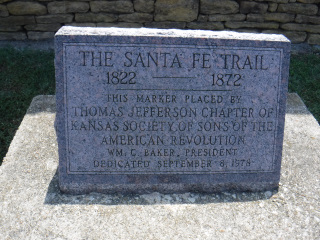 THE SANTA FE TRAIL
1822 — 1872
THIS MARKER PLACED BY
THOMAS JEFFERSON CHAPTER OF
KANSAS SOCIETY OF SONS OF THE
AMERICAN REVOLUTION
WM. C. BAKER, PRESIDENT
DEDICATED SEPTEMBER 6, 1978